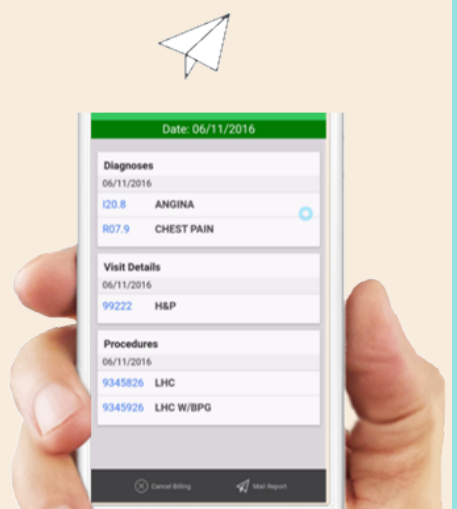 Date: 06/11/2016
Diagnoses
06/11/2016
I20.8 ANGINA
R07.9 CHEST PAIN
Visit Details
06/11/2016
99222 H&P
Procedures
06/11/2016
9345826 LHC
9345926 LHC W/BPG
Cancel Billing Mail Report